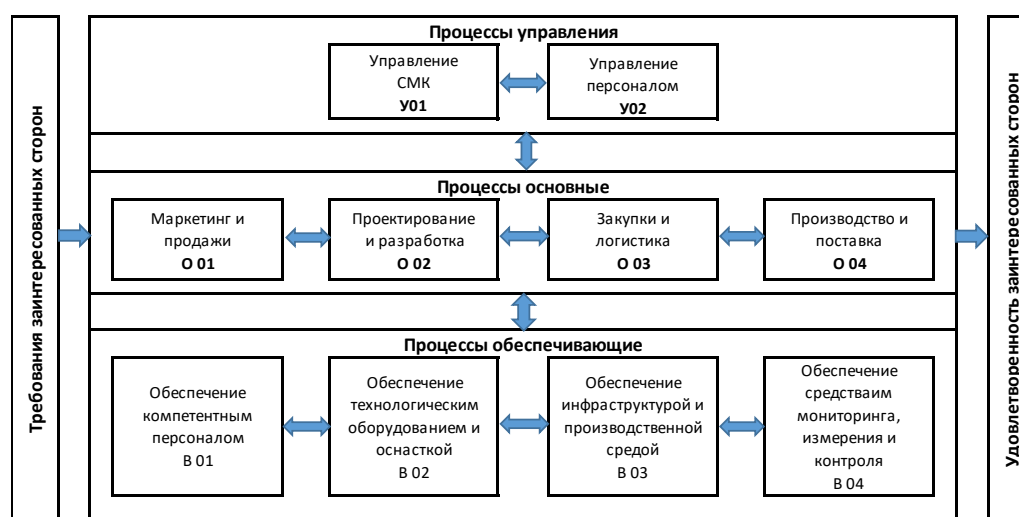 Требования заинтересованных сторон
Процессы управления
Управление
СМК
У01
Управление
персоналом
У02
Процессы основные
Маркетинг и
продажи
О 01
Проектирование
и разработка
О 02
Закупки и
логистика
О 03
Производство и
поставка
О 04
Процессы обеспечивающие
Обеспечение
компетентным
персоналом
В 01
Обеспечение
технологическим
оборудованием и
оснасткой
В 02
Обеспечение
инфраструктурой и
производственной
средой
В 03
Обеспечение
средстваим
мониторинга,
измерения и
контроля
В 04
Удовлетворенность заинтересованных сторон